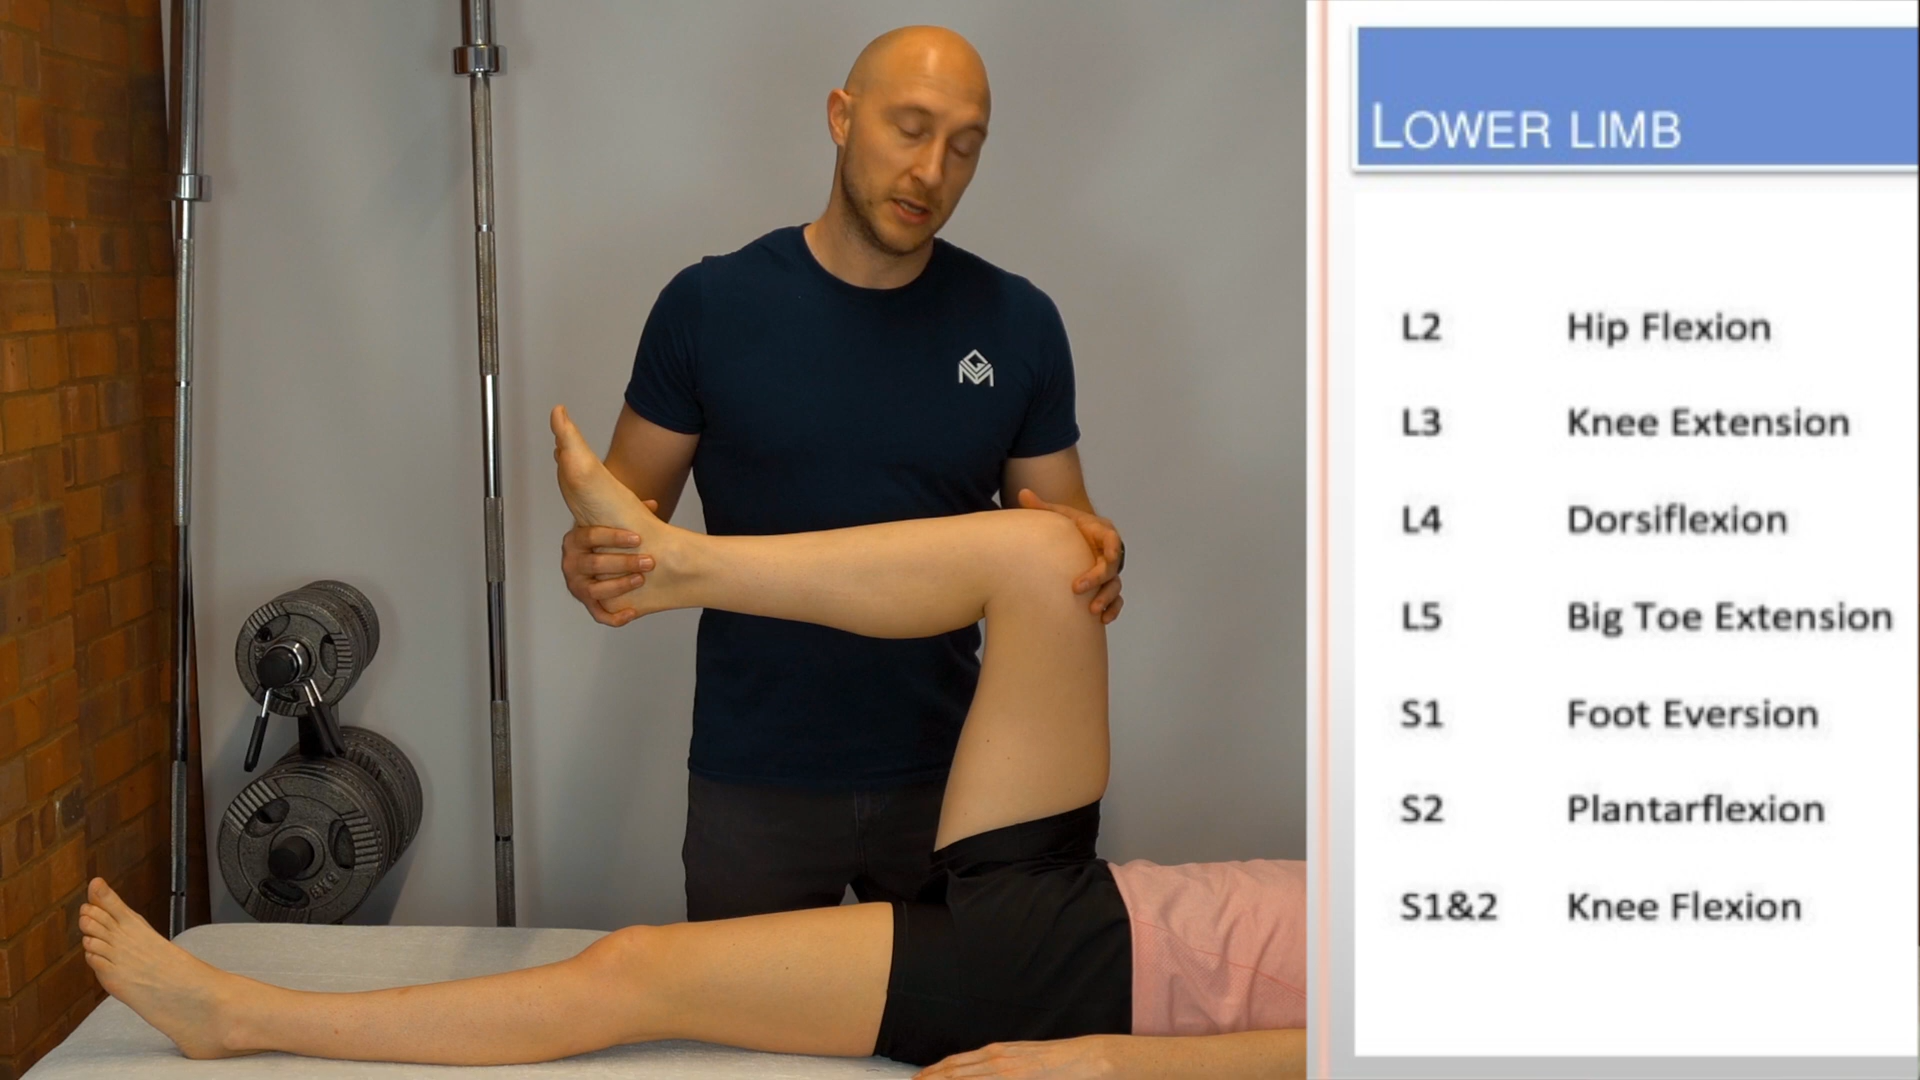 LOWER LIMB
L2 Hip Flexion
L3 Knee Extension
L4 Dorsiflexion
L5 Big Toe Extension
S1 Foot Eversion
S2 Plantarflexion
S1&2 Knee Flexion